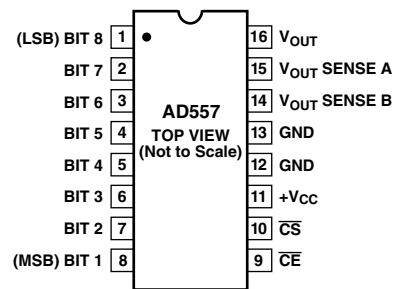 (LSB) BIT 8 1 16 VOUT
BIT 7 2 15 VOUT SENSE A
BIT 6 3 14 VOUT SENSE B
AD557
BIT 5 4 13 GND
TOP VIEW
(Not to Scale)
BIT 4 5 12 GND
BIT 3 6 11 +VCC
BIT 2 7 10 C̅S̅
(MSB) BIT 1 8 9 C̅E̅